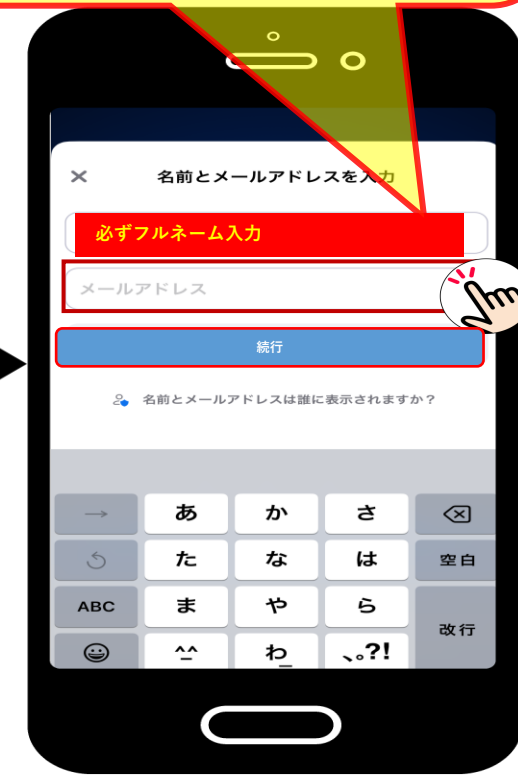 名前とメールアドレスを入力
必ずフルネーム入力
メールアドレス
続行
名前とメールアドレスは誰に表示されますか？
→ あ か さ
た な は 空白
ABC ま や ら
^^ わ 、。?! 改行